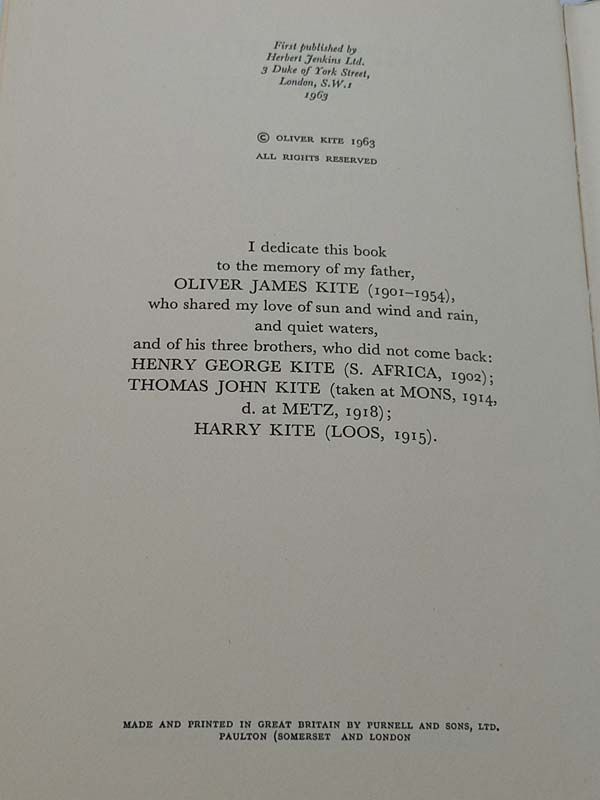 First published by
Herbert Jenkins Ltd.
3 Duke of York Street,
London, S.W.1
1963
© OLIVER KITE 1963
ALL RIGHTS RESERVED
I dedicate this book
to the memory of my father,
OLIVER JAMES KITE (1901–1954),
who shared my love of sun and wind and rain,
and quiet waters,
and of his three brothers, who did not come back:
HENRY GEORGE KITE (S. AFRICA, 1902);
THOMAS JOHN KITE (taken at MONS, 1914,
d. at METZ, 1918);
HARRY KITE (LOOS, 1915).
MADE AND PRINTED IN GREAT BRITAIN BY PURNELL AND SONS, LTD.
PAULTON (SOMERSET AND LONDON